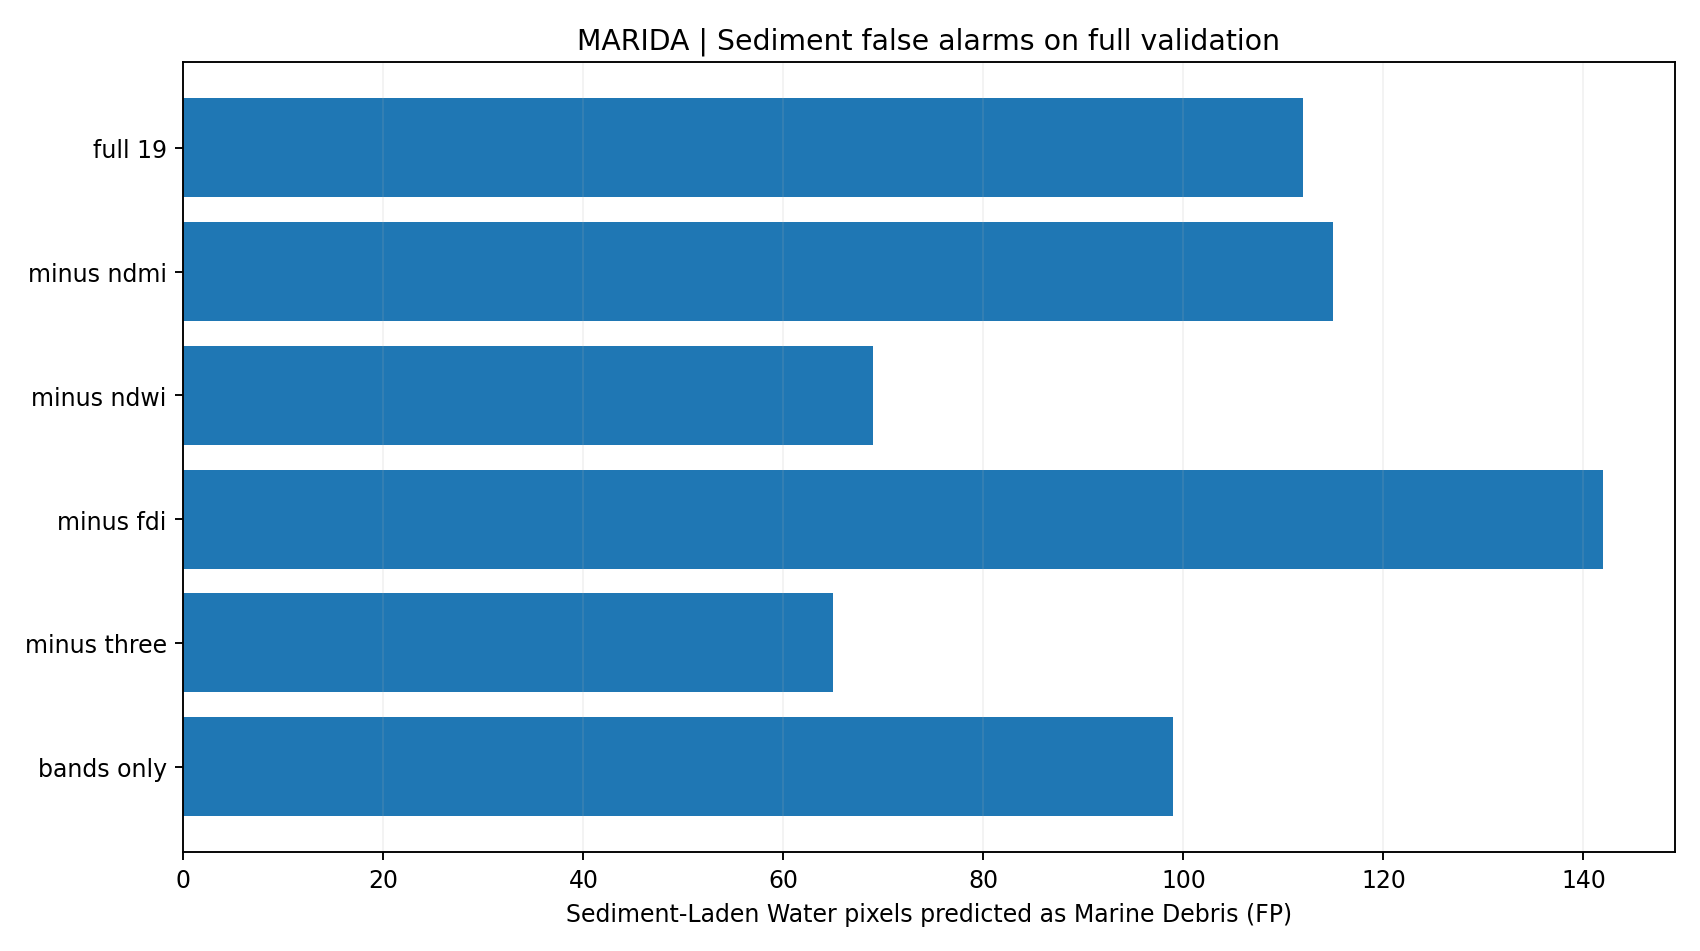 MARIDA | Sediment false alarms on full validation
full 19
minus ndmi
minus ndwi
minus fdi
minus three
bands only
0 20 40 60 80 100 120 140
Sediment-Laden Water pixels predicted as Marine Debris (FP)